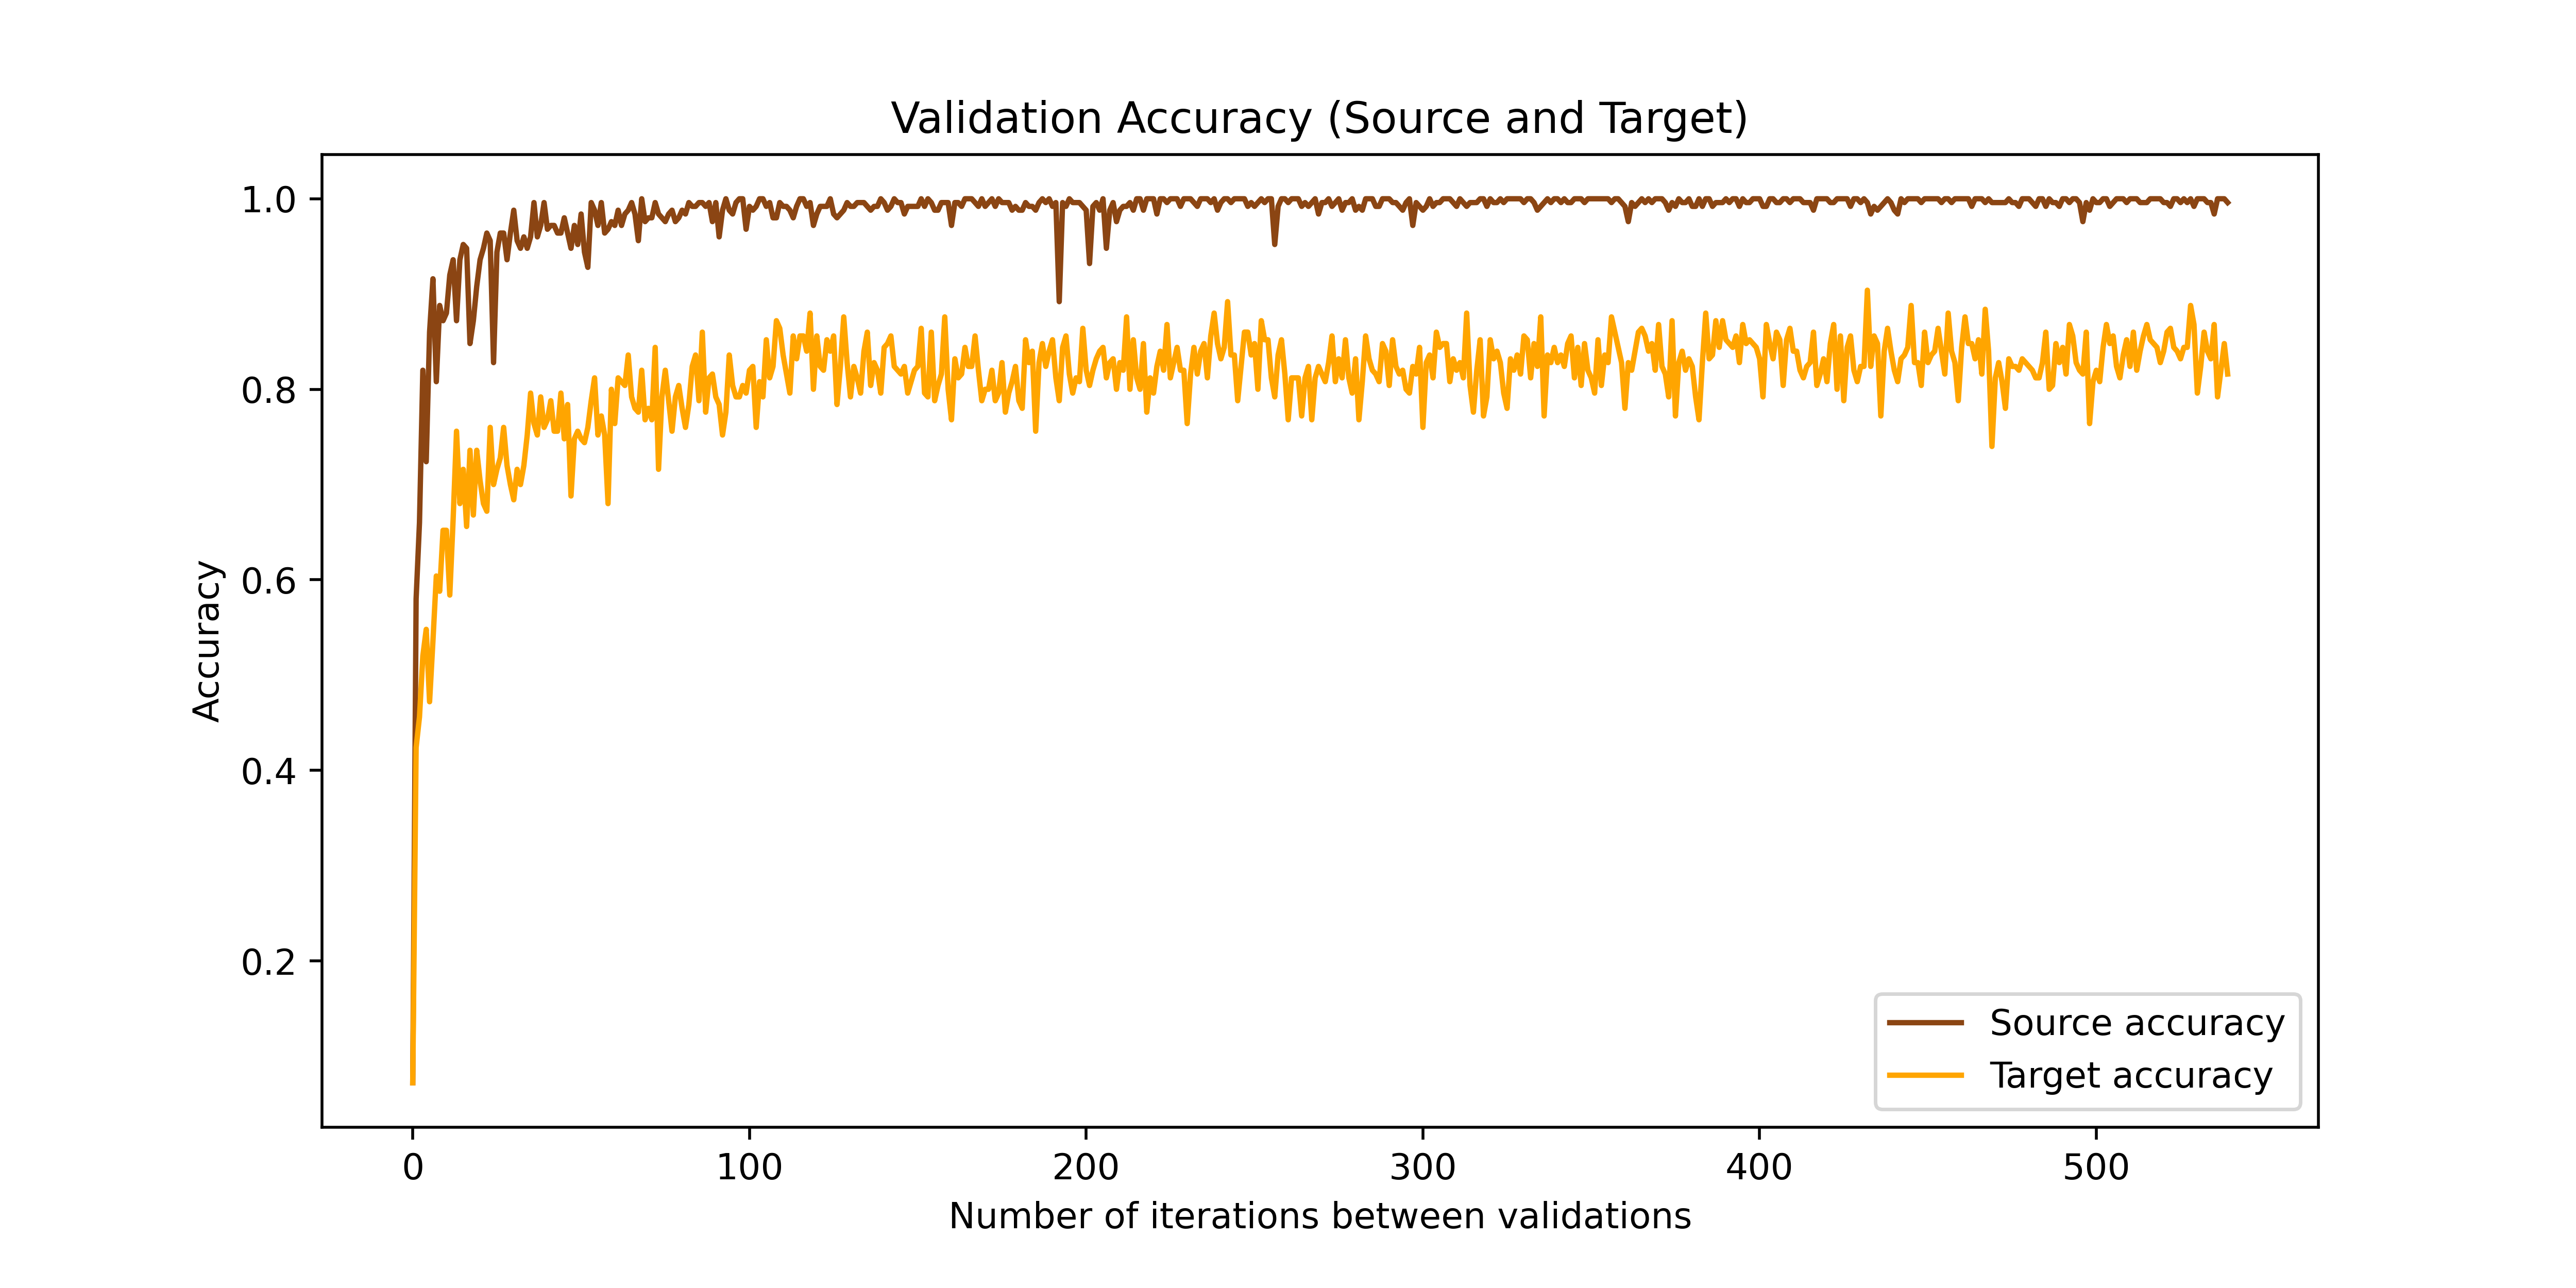 Validation Accuracy (Source and Target)
1.0
0.8
0.6
0.4
0.2
Accuracy
0 100 200 300 400 500
Number of iterations between validations
Source accuracy
Target accuracy